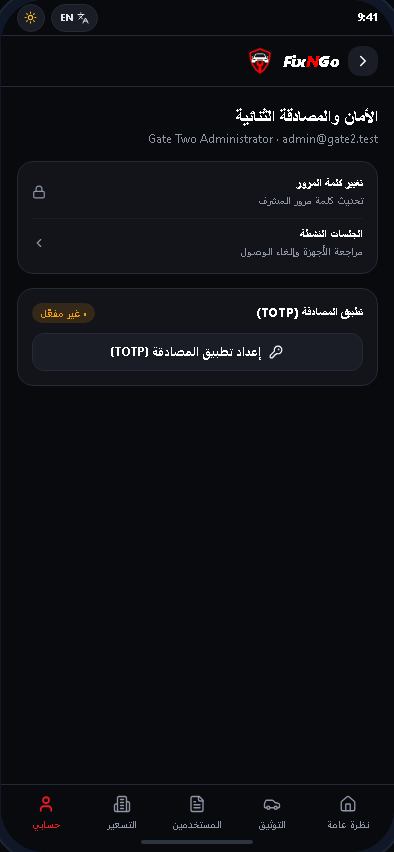 9:41
EN
FixNGo
الأمان والمصادقة الثنائية
Gate Two Administrator · admin@gate2.test
تغيير كلمة المرور
تحديث كلمة مرور المشرف
الجلسات النشطة
مراجعة الأجهزة وإلغاء الوصول
تطبيق المصادقة (TOTP)
• غير مفعّل
إعداد تطبيق المصادقة (TOTP)
نظرة عامة
التوثيق
المستخدمين
التسعير
حسابي